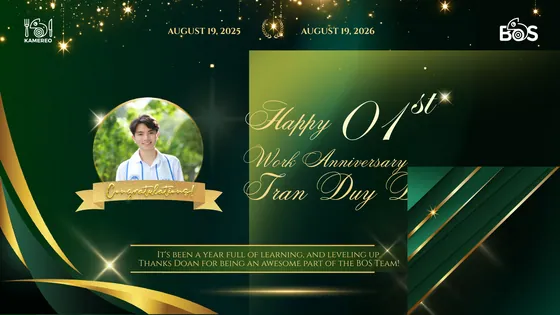 KAMEREO
AUGUST 19, 2025
AUGUST 19, 2026
BOS
Happy 01st
Work Anniversary
Tran Duy
Congratulations!
It's been a year full of learning, and leveling up.
Thanks Doan for being an awesome part of the BOS Team!